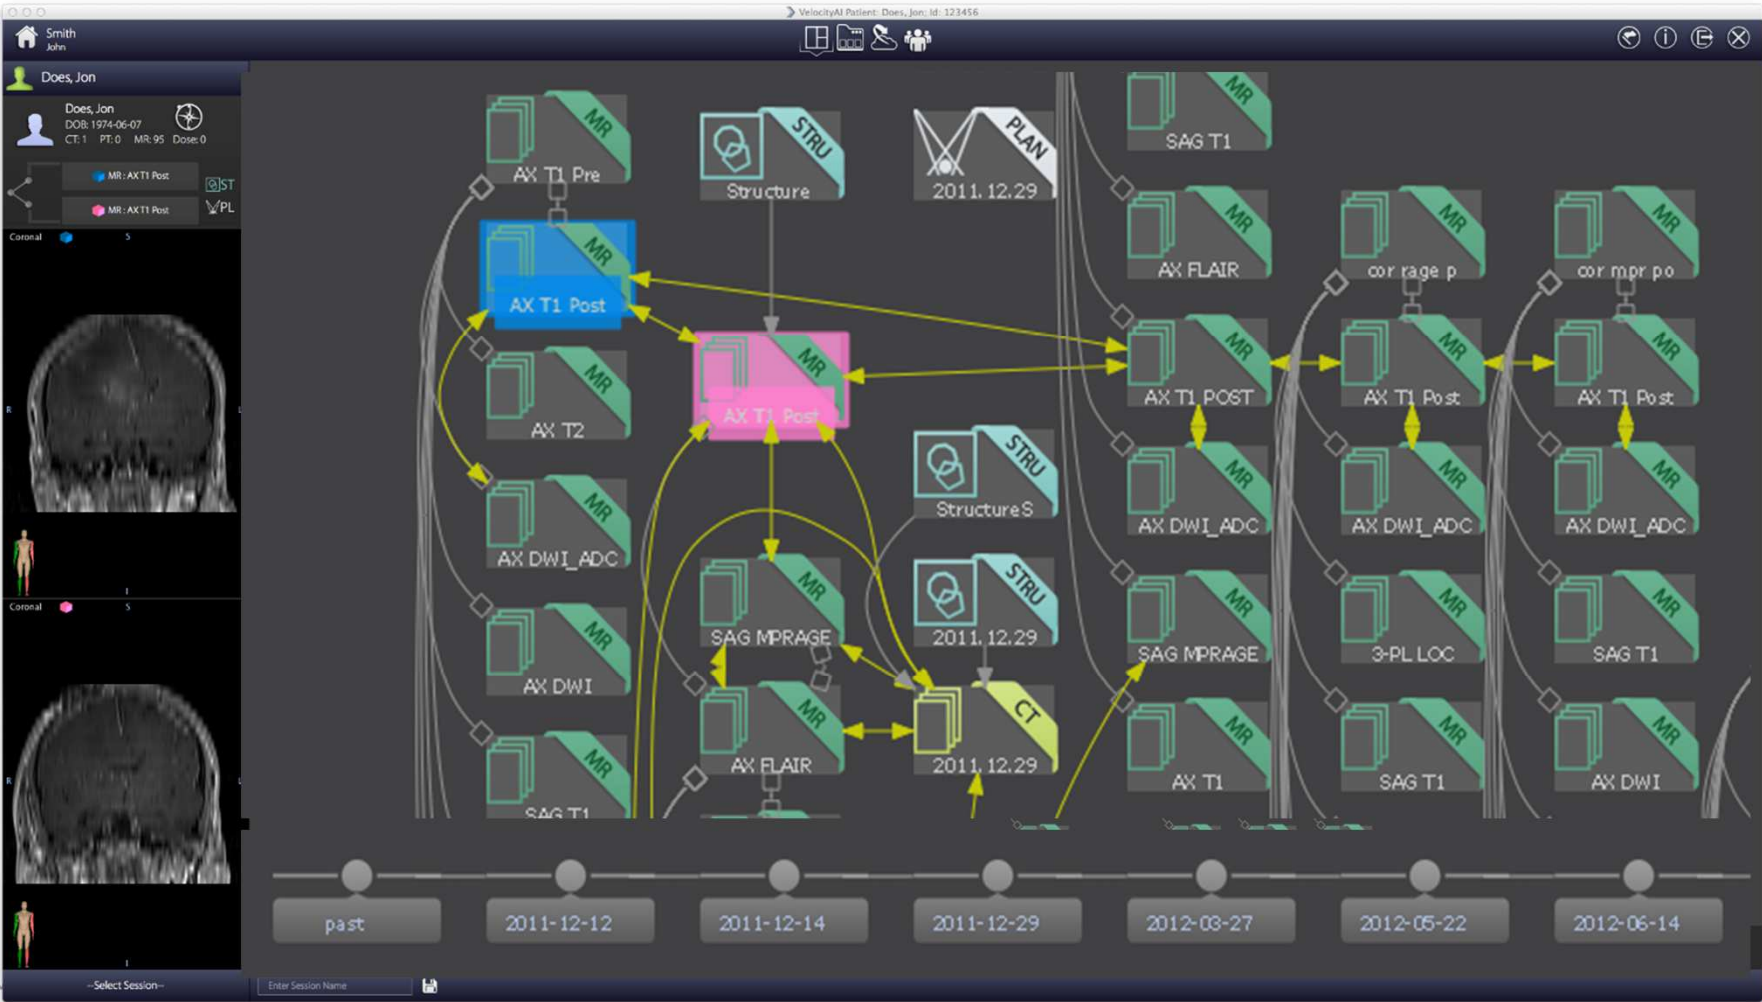 VelocityAI Patient: Does, Jon; Id: 123456
Smith
John
Does, Jon
Does, Jon
DOB: 1974-06-07
CT: 1 PT: 0 MR: 95 Dose: 0
MR : AX T1 Post
ST
MR : AX T1 Post
PL
Coronal 5
R
L
1
Coronal 5
R
L
1
--Select Session--
Enter Session Name
MR
AX T1 Pre
MR
AX T1 Post
MR
AX T2
MR
AX DWI_ADC
MR
AX DWI
MR
SAG T1
STRU
Structure
MR
AX T1 Post
MR
SAG MPRAGE
MR
AX FLAIR
PLAN
2011.12.29
STRU
StructureS
STRU
2011.12.29
CT
2011.12.29
MR
SAG T1
MR
AX FLAIR
MR
AX T1 POST
MR
AX DWI_ADC
MR
SAG MPRAGE
MR
AX T1
MR
cor rage p
MR
AX T1 Post
MR
AX DWI_ADC
MR
3-PL LOC
MR
SAG T1
MR
cor mpr po
MR
AX T1 Post
MR
AX DWI_ADC
MR
SAG T1
MR
AX DWI
past
2011-12-12
2011-12-14
2011-12-29
2012-03-27
2012-05-22
2012-06-14